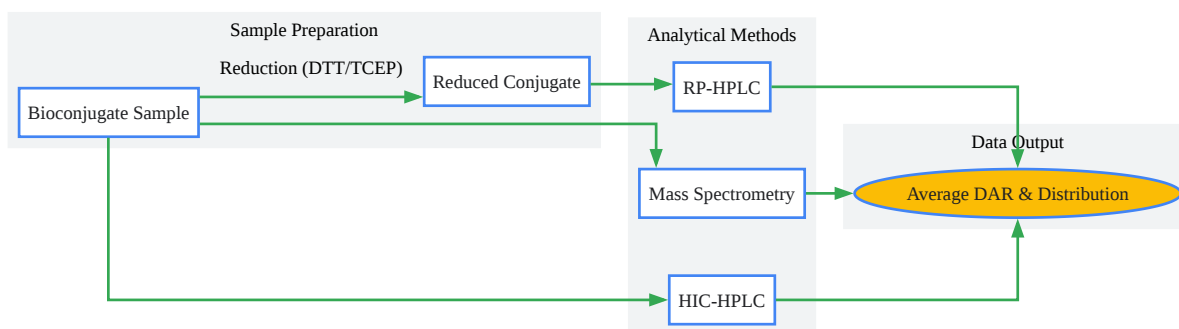 Sample Preparation
Analytical Methods
Reduction (DTT/TCEP)
Reduced Conjugate
RP-HPLC
Bioconjugate Sample
Data Output
Mass Spectrometry
Average DAR & Distribution
HIC-HPLC